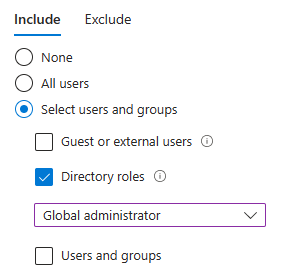 Include Exclude
None
All users
Select users and groups
Guest or external users
Directory roles
Global administrator
Users and groups